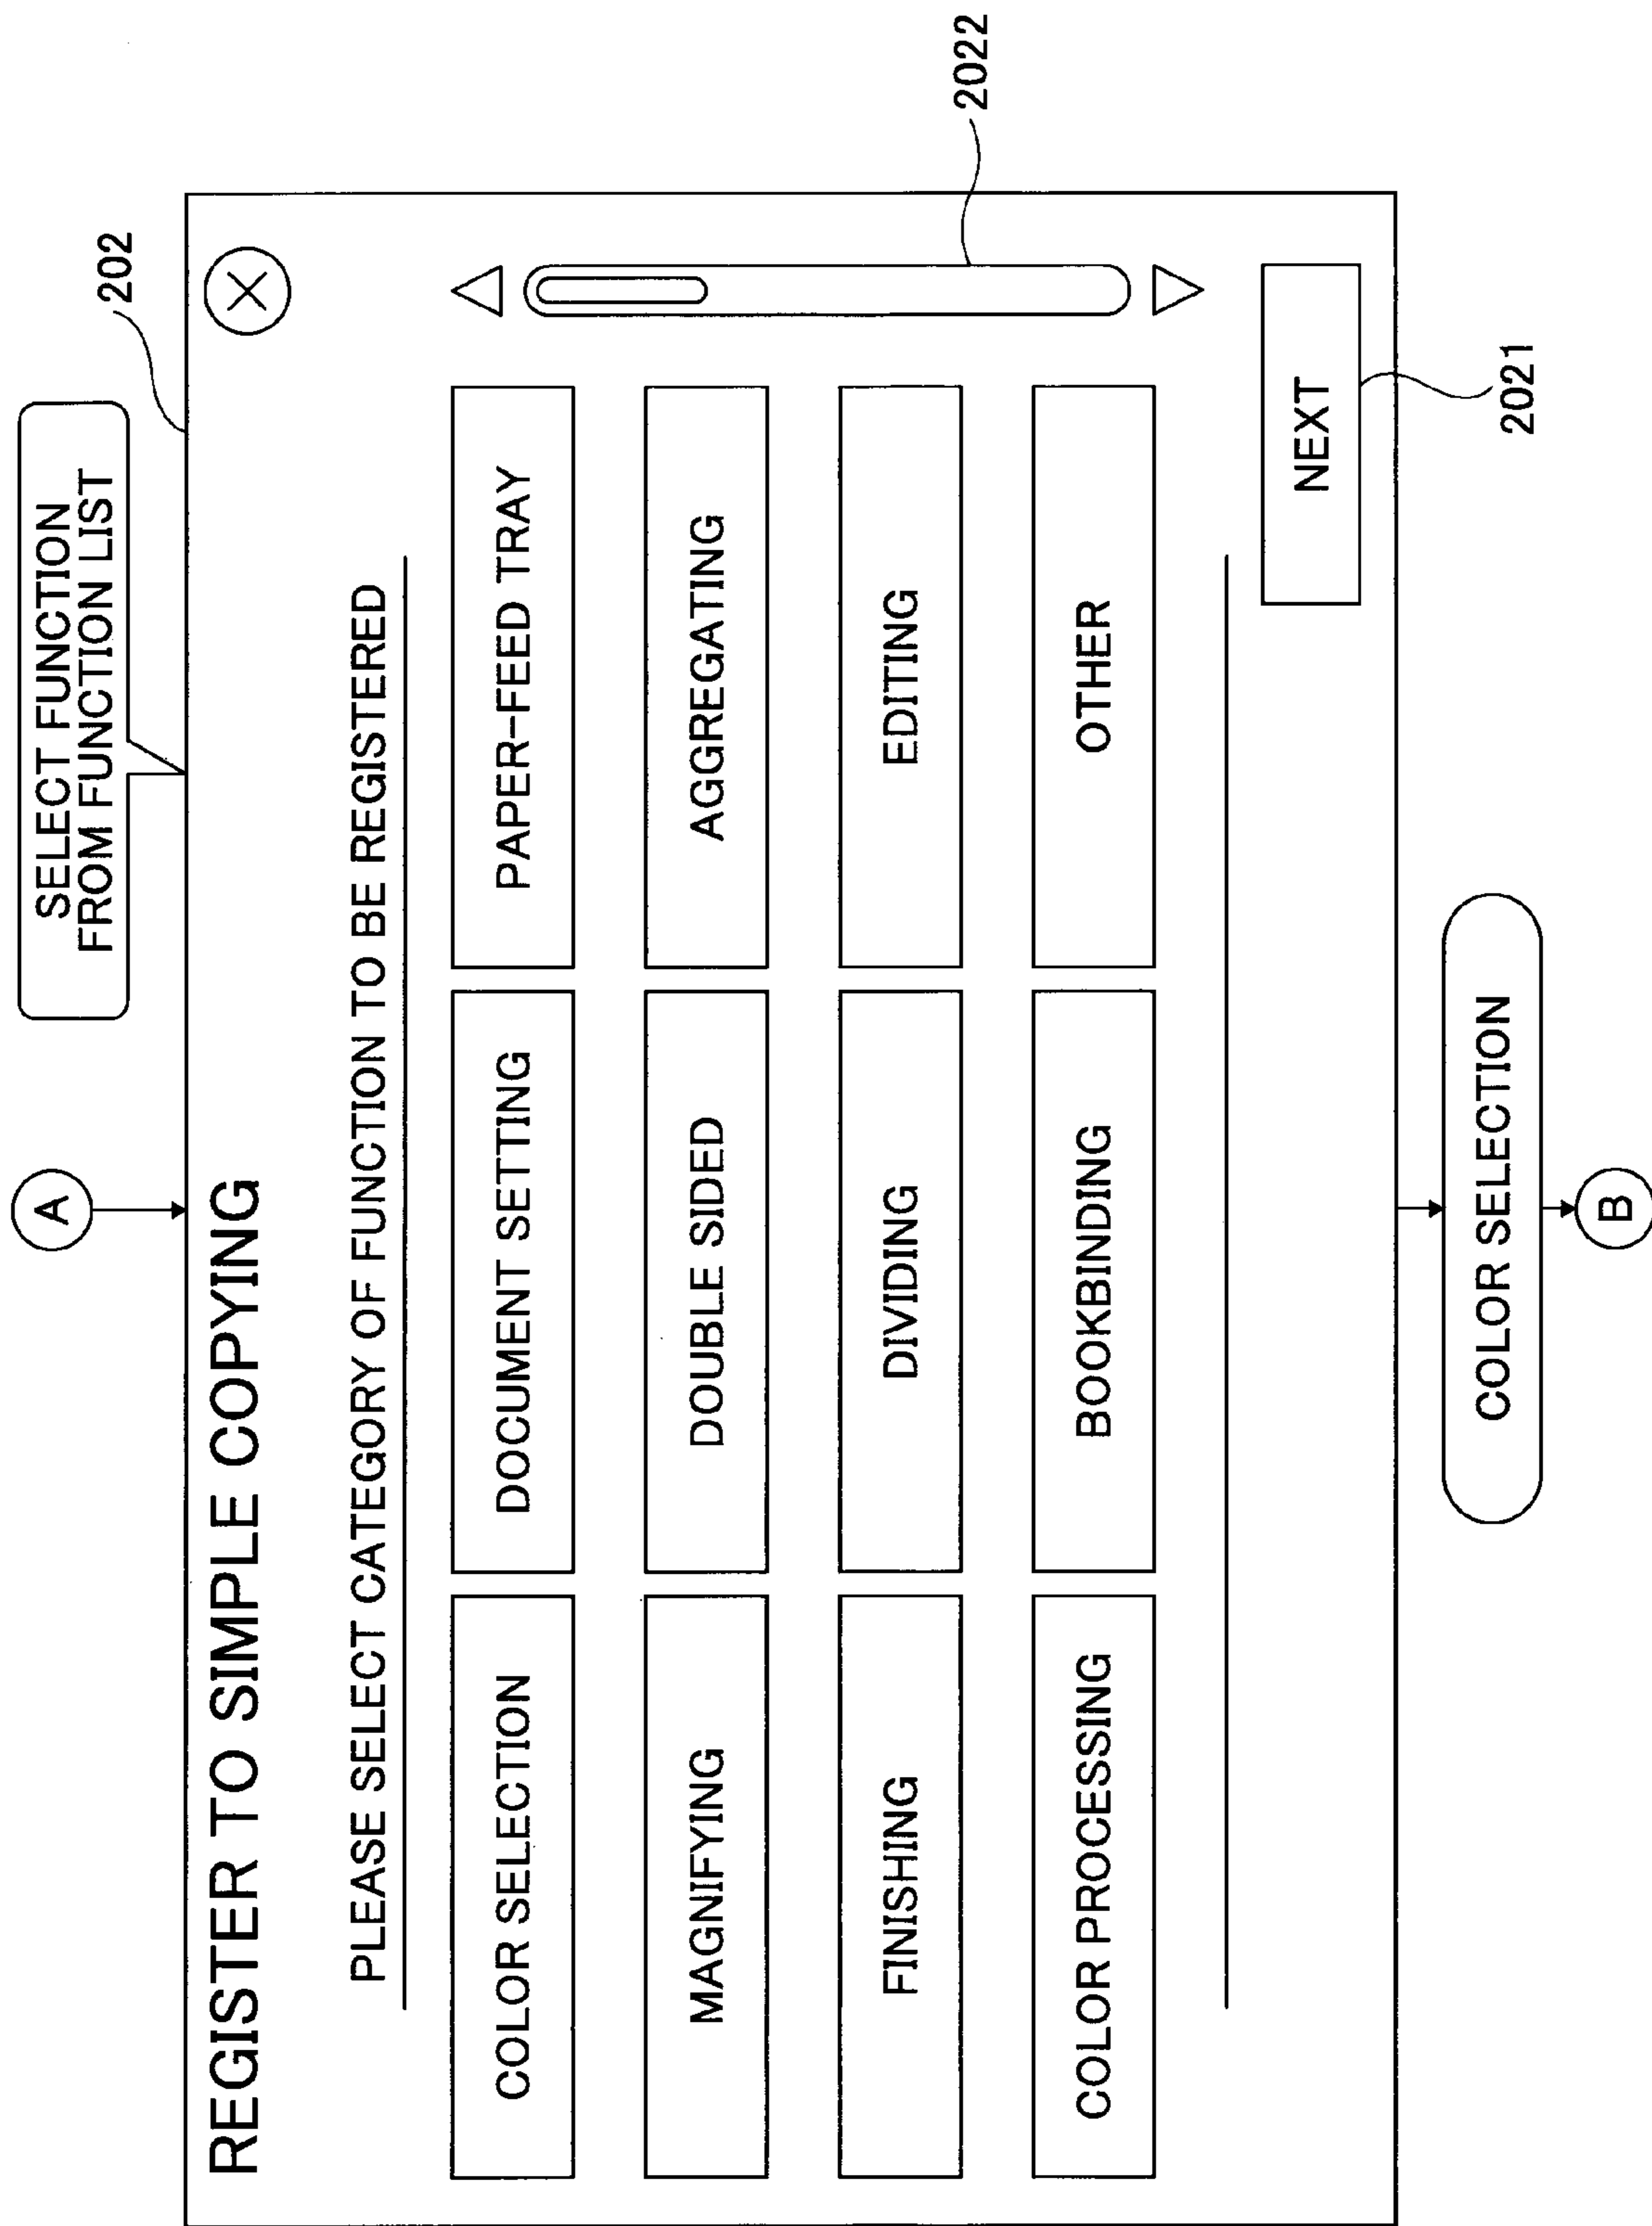 A
SELECT FUNCTION
FROM FUNCTION LIST
202
REGISTER TO SIMPLE COPYING
PLEASE SELECT CATEGORY OF FUNCTION TO BE REGISTERED
COLOR SELECTION
DOCUMENT SETTING
PAPER-FEED TRAY
MAGNIFYING
DOUBLE SIDED
AGGREGATING
FINISHING
DIVIDING
EDITING
COLOR PROCESSING
BOOKBINDING
OTHER
2022
NEXT
2021
COLOR SELECTION
B